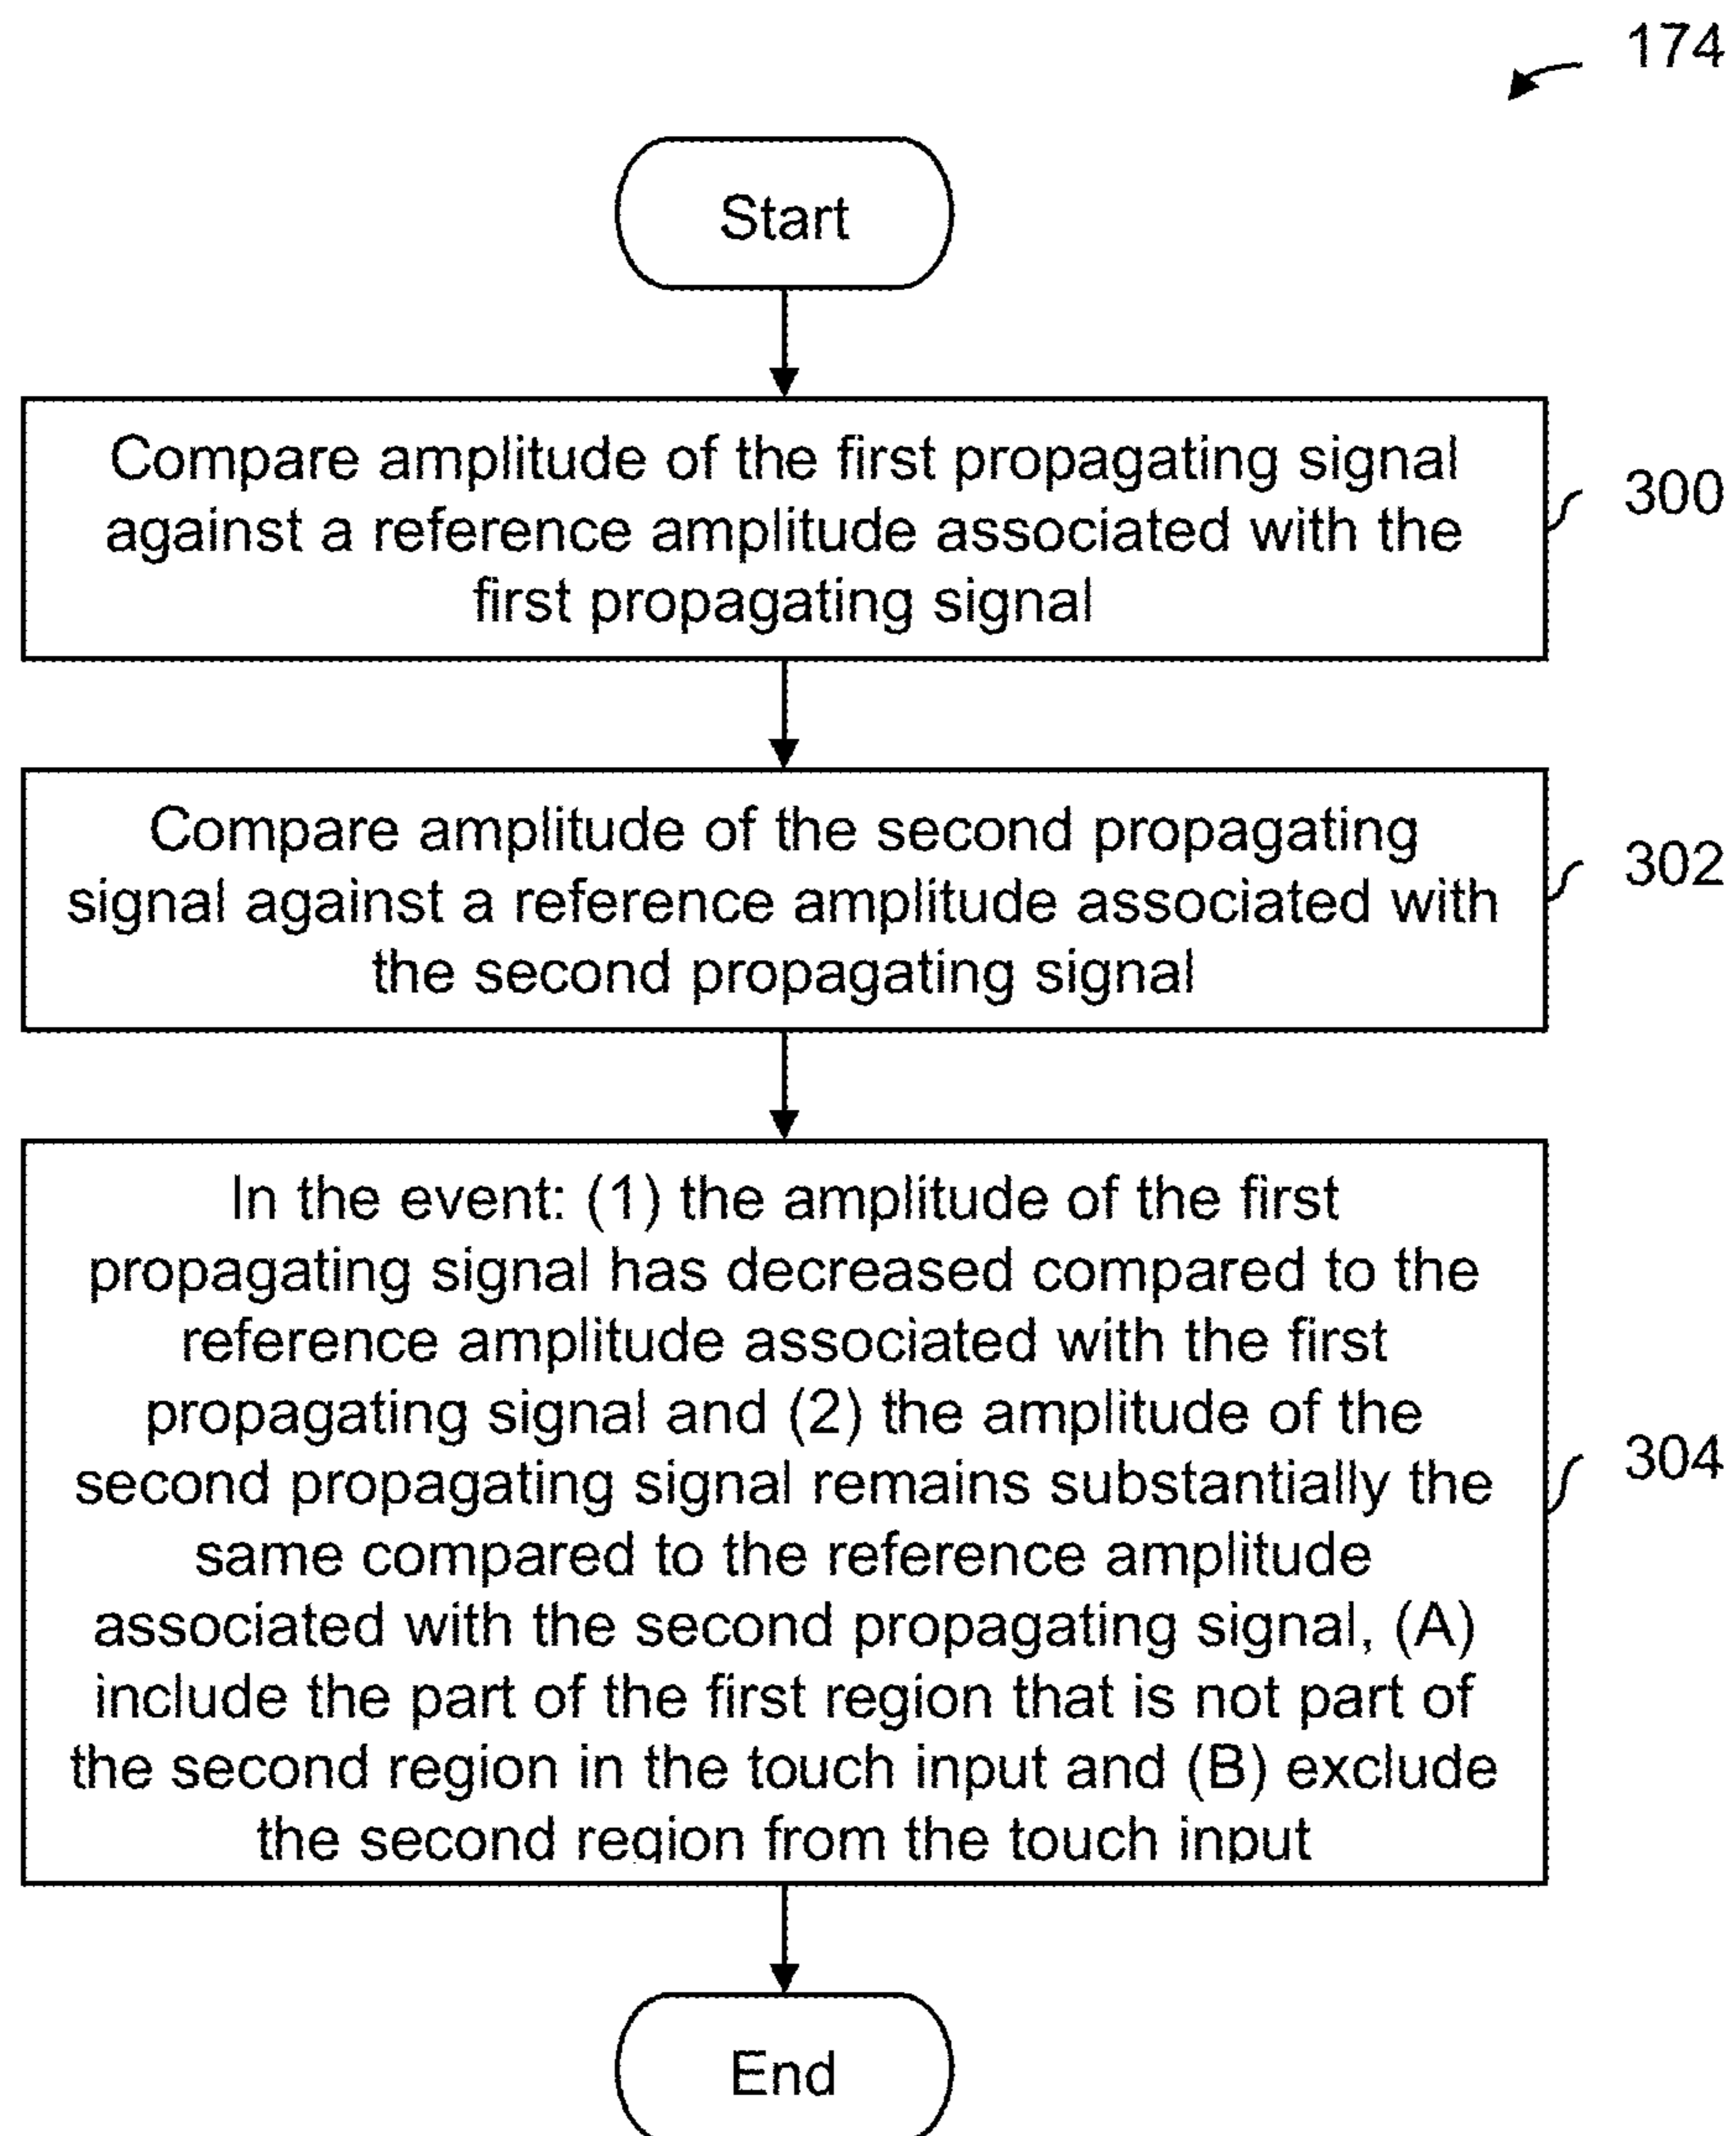 174
Start
Compare amplitude of the first propagating signal
against a reference amplitude associated with the
first propagating signal
300
Compare amplitude of the second propagating
signal against a reference amplitude associated with
the second propagating signal
302
In the event: (1) the amplitude of the first
propagating signal has decreased compared to the
reference amplitude associated with the first
propagating signal and (2) the amplitude of the
second propagating signal remains substantially the
same compared to the reference amplitude
associated with the second propagating signal, (A)
include the part of the first region that is not part of
the second region in the touch input and (B) exclude
the second region from the touch input
304
End